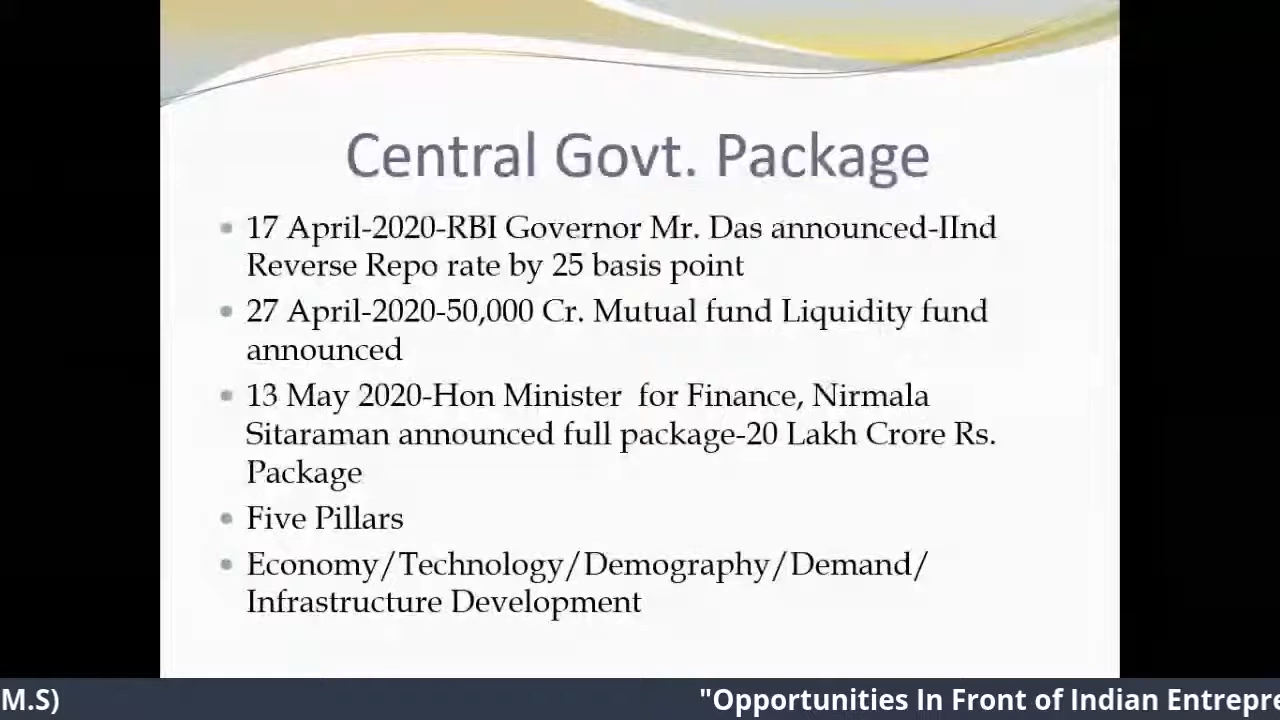 Central Govt. Package
17 April-2020-RBI Governor Mr. Das announced-IInd
Reverse Repo rate by 25 basis point
27 April-2020-50,000 Cr. Mutual fund Liquidity fund
announced
13 May 2020-Hon Minister  for Finance, Nirmala
Sitaraman announced full package-20 Lakh Crore Rs.
Package
Five Pillars
Economy/Technology/Demography/Demand/
Infrastructure Development
M.S) "Opportunities In Front of Indian Entrepre